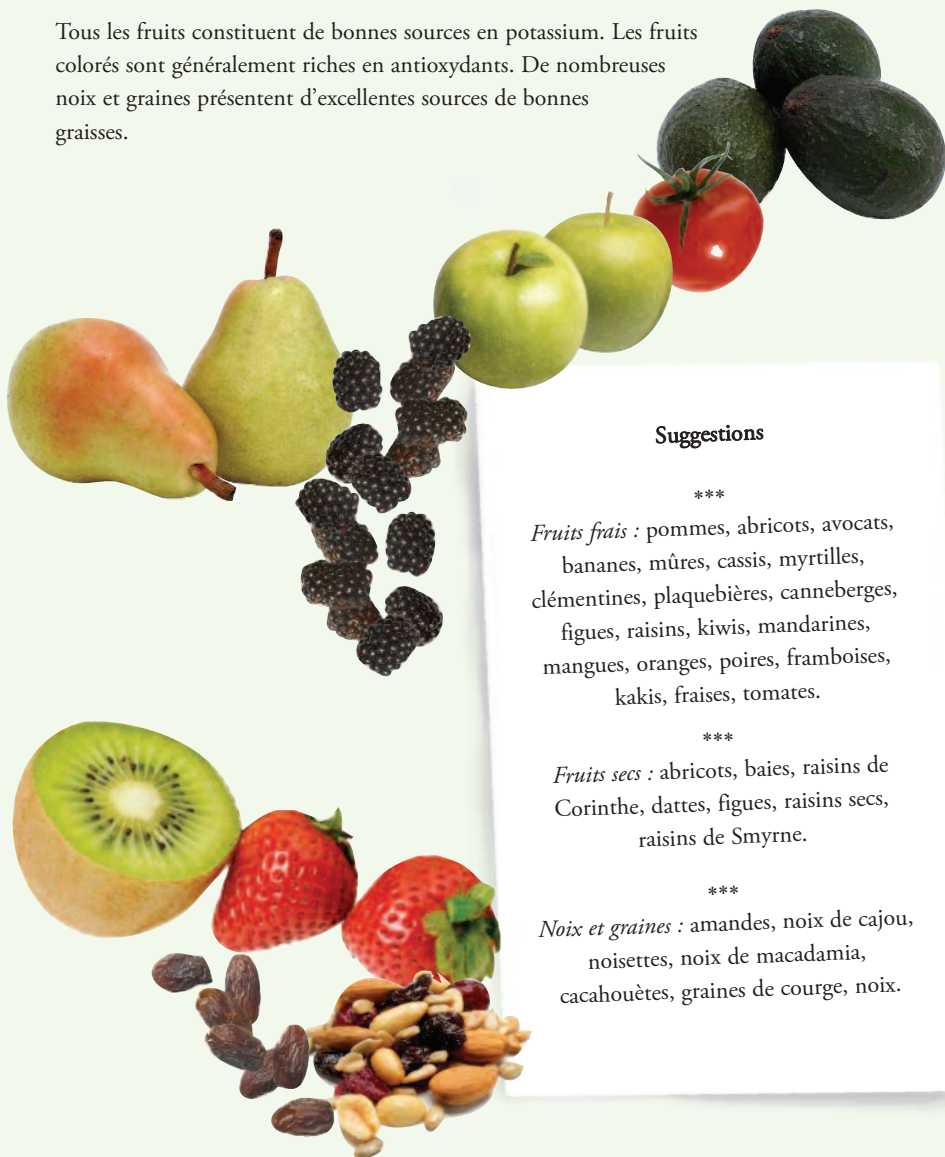 Tous les fruits constituent de bonnes sources en potassium. Les fruits
colorés sont généralement riches en antioxydants. De nombreuses
noix et graines présentent d’excellentes sources de bonnes
graisses.
Suggestions
***
Fruits frais : pommes, abricots, avocats,
bananes, mûres, cassis, myrtilles,
clémentines, plaquebières, canneberges,
figues, raisins, kiwis, mandarines,
mangues, oranges, poires, framboises,
kakis, fraises, tomates.
***
Fruits secs : abricots, baies, raisins de
Corinthe, dattes, figues, raisins secs,
raisins de Smyrne.
***
Noix et graines : amandes, noix de cajou,
noisettes, noix de macadamia,
cacahouètes, graines de courge, noix.